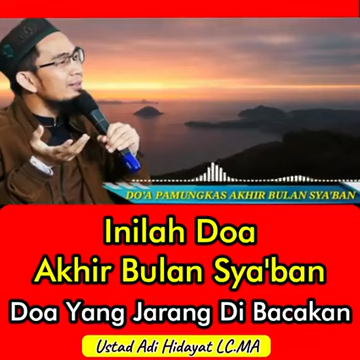 DO'A PAMUNGKAS AKHIR BULAN SYA'BAN
Inilah Doa
Akhir Bulan Sya'ban
Doa Yang Jarang Di Bacakan
Ustad Adi Hidayat LC.MA